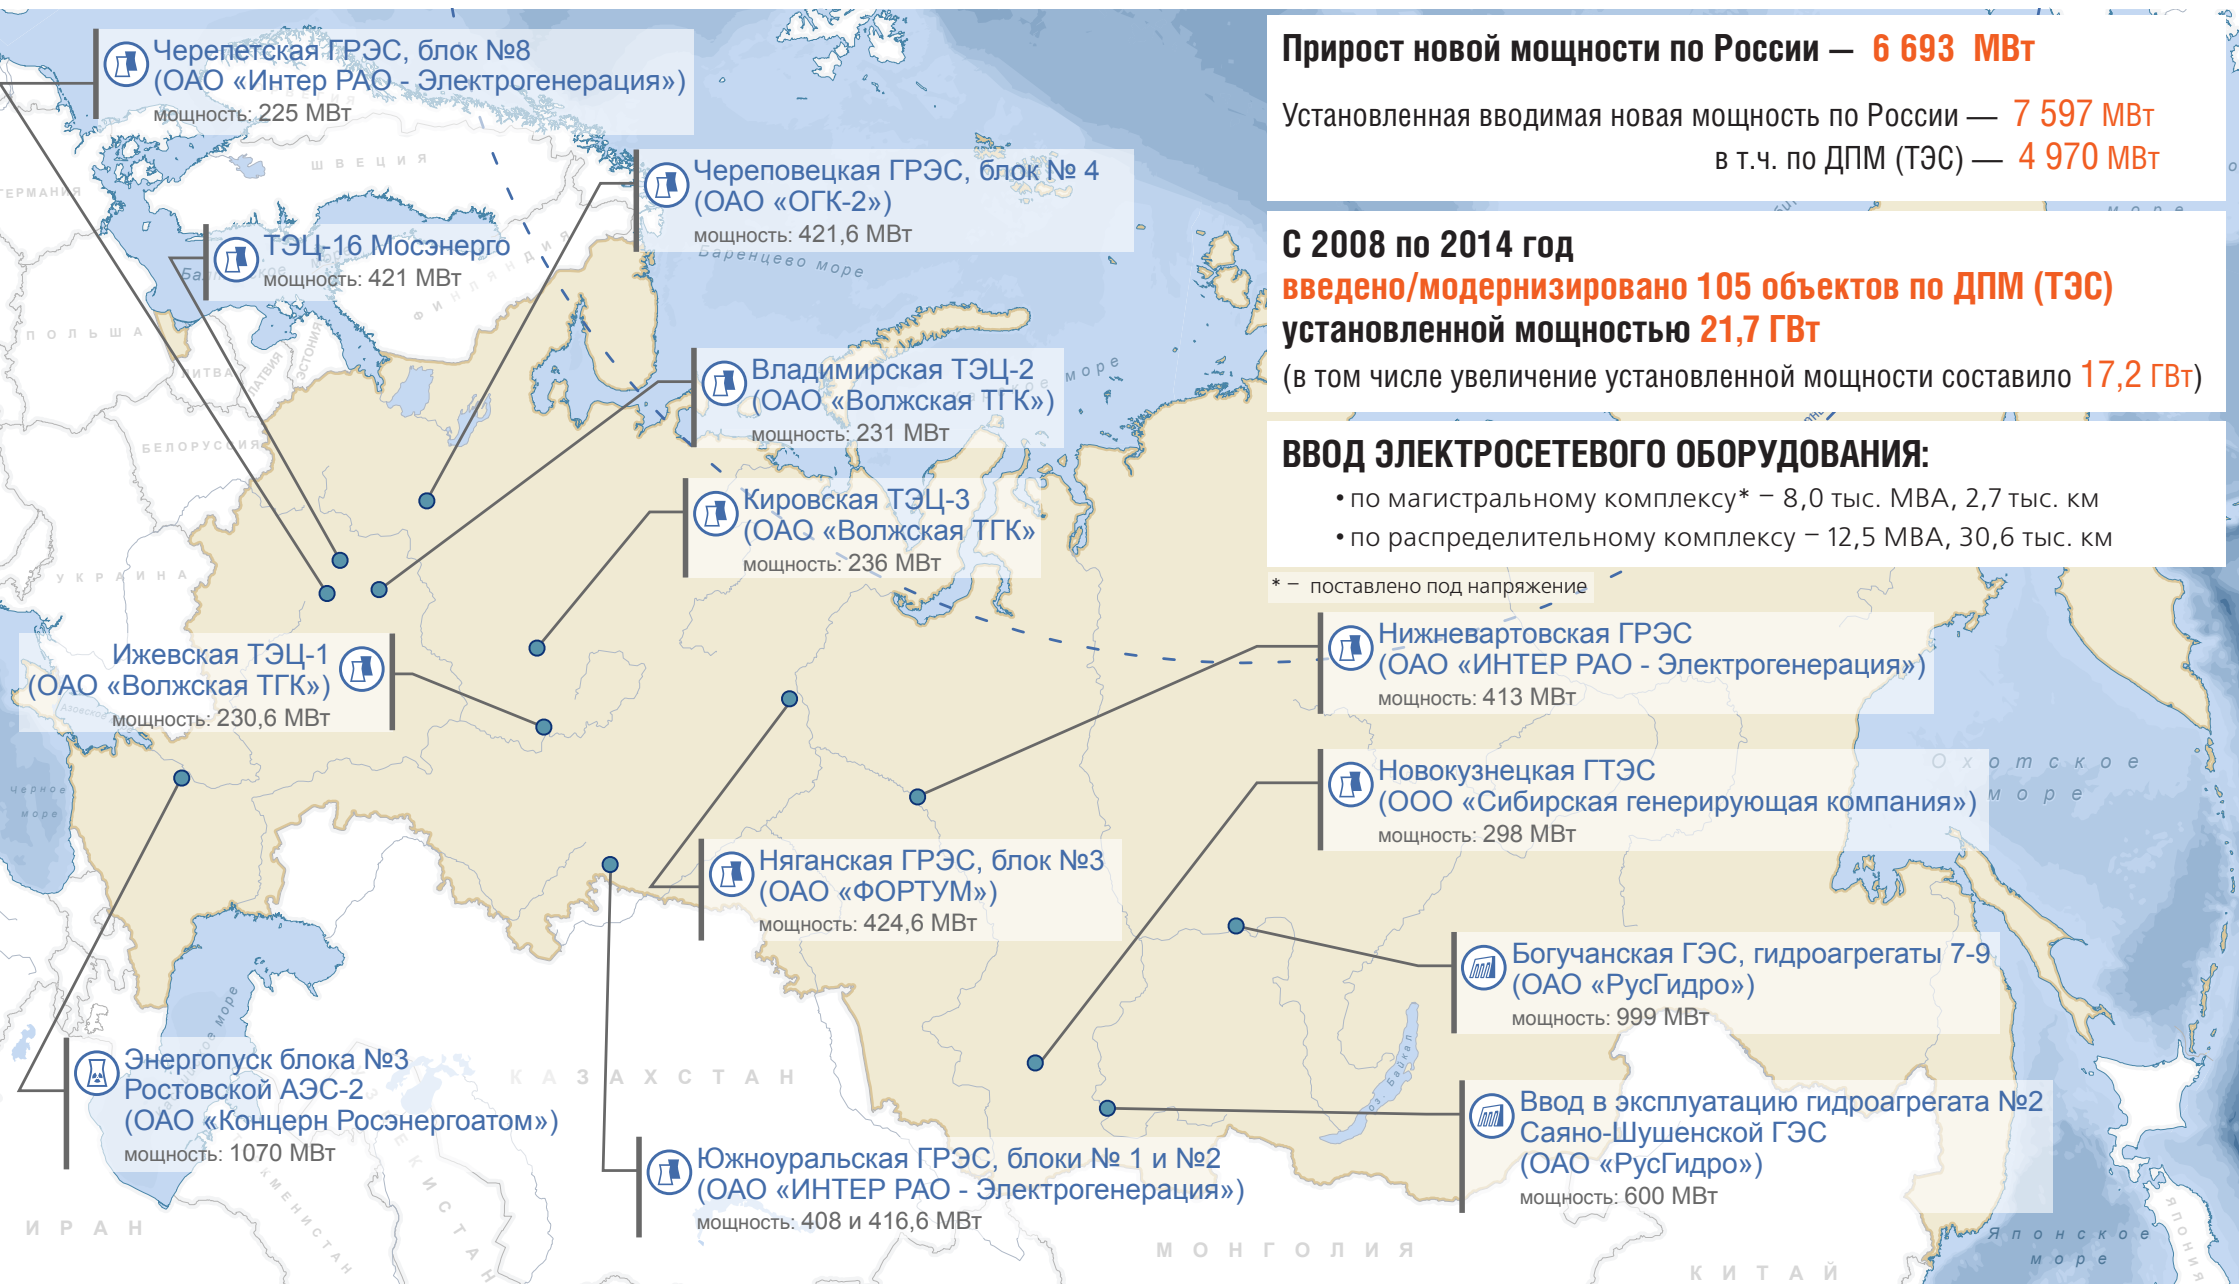 Черепетская ГРЭС, блок №8
(ОАО «Интер РАО - Электрогенерация»)
мощность: 225 МВт
Череповецкая ГРЭС, блок № 4
(ОАО «ОГК-2»)
мощность: 421,6 МВт
ТЭЦ-16 Мосэнерго
мощность: 421 МВт
Владимирская ТЭЦ-2
(ОАО «Волжская ТГК»)
мощность: 231 МВт
Кировская ТЭЦ-3
(ОАО «Волжская ТГК»
мощность: 236 МВт
Ижевская ТЭЦ-1
(ОАО «Волжская ТГК»)
мощность: 230,6 МВт
Прирост новой мощности по России — 6 693 МВт
Установленная вводимая новая мощность по России — 7 597 МВт
в т.ч. по ДПМ (ТЭС) — 4 970 МВт
С 2008 по 2014 год
введено/модернизировано 105 объектов по ДПМ (ТЭС)
установленной мощностью 21,7 ГВт
(в том числе увеличение установленной мощности составило 17,2 ГВт)
ВВОД ЭЛЕКТРОСЕТЕВОГО ОБОРУДОВАНИЯ:
• по магистральному комплексу* – 8,0 тыс. МВА, 2,7 тыс. км
• по распределительному комплексу – 12,5 МВА, 30,6 тыс. км
* – поставлено под напряжение
Нижневартовская ГРЭС
(ОАО «ИНТЕР РАО - Электрогенерация»)
мощность: 413 МВт
Новокузнецкая ГТЭС
(ООО «Сибирская генерирующая компания»)
мощность: 298 МВт
Няганская ГРЭС, блок №3
(ОАО «ФОРТУМ»)
мощность: 424,6 МВт
Богучанская ГЭС, гидроагрегаты 7-9
(ОАО «РусГидро»)
мощность: 999 МВт
Энергопуск блока №3
Ростовской АЭС-2
(ОАО «Концерн Росэнергоатом»)
мощность: 1070 МВт
Южноуральская ГРЭС, блоки № 1 и №2
(ОАО «ИНТЕР РАО - Электрогенерация»)
мощность: 408 и 416,6 МВт
Ввод в эксплуатацию гидроагрегата №2
Саяно-Шушенской ГЭС
(ОАО «РусГидро»)
мощность: 600 МВт
ШВЕЦИЯ
ФИНЛЯНДИЯ
ПОЛЬША
ЛАТВИЯ
ЭСТОНИЯ
БЕЛОРУССИЯ
УКРАИНА
Баренцево море
Черное
море
КАЗАХСТАН
ИРАН
МОНГОЛИЯ
КИТАЙ
оз. Байкал
Охотское
море
Японское
море
ЯПОНИЯ